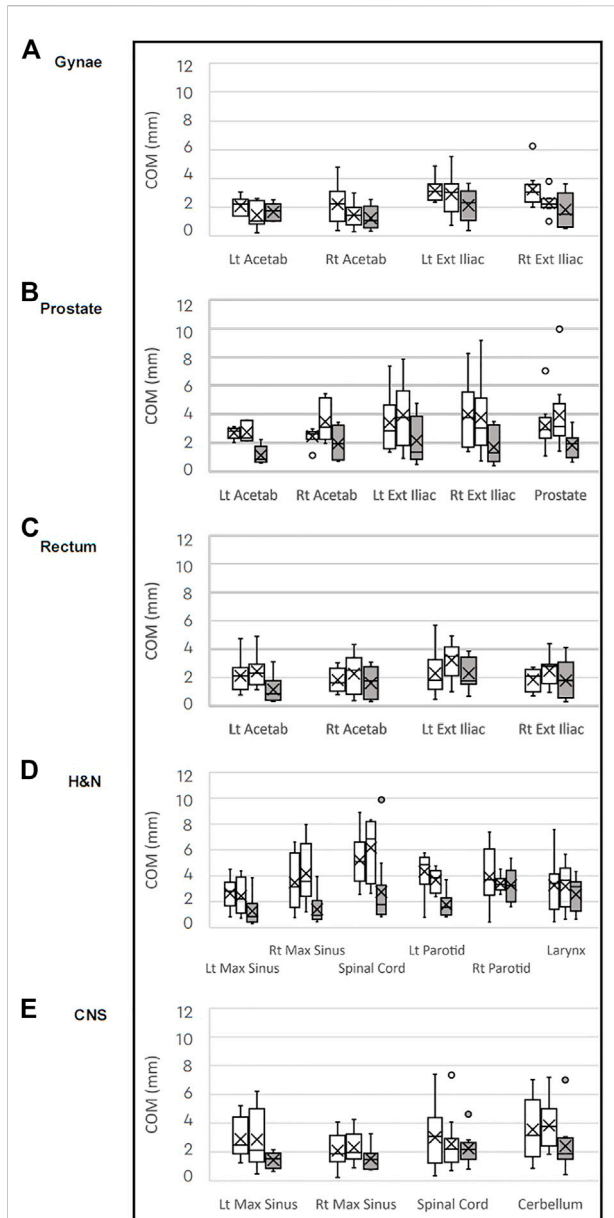 A
Gynae
COM (mm)
12
10
8
6
4
2
0
Lt Acetab Rt Acetab Lt Ext Iliac Rt Ext Iliac
B
Prostate
COM (mm)
12
10
8
6
4
2
0
Lt Acetab Rt Acetab Lt Ext Iliac Rt Ext Iliac Prostate
C
Rectum
COM (mm)
12
10
8
6
4
2
0
Lt Acetab Rt Acetab Lt Ext Iliac Rt Ext Iliac
D
H&N
COM (mm)
12
10
8
6
4
2
0
Rt Max Sinus Lt Parotid Larynx
Lt Max Sinus Spinal Cord Rt Parotid
E
CNS
COM (mm)
12
10
8
6
4
2
0
Lt Max Sinus Rt Max Sinus Spinal Cord Cerbellum